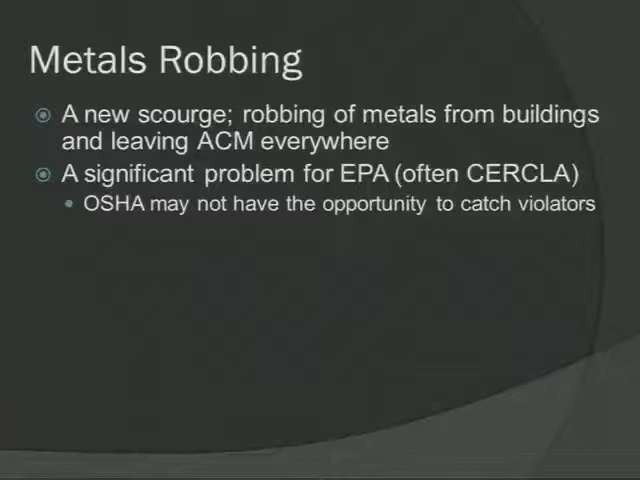 Metals Robbing
A new scourge; robbing of metals from buildings
and leaving ACM everywhere
A significant problem for EPA (often CERCLA)
OSHA may not have the opportunity to catch violators